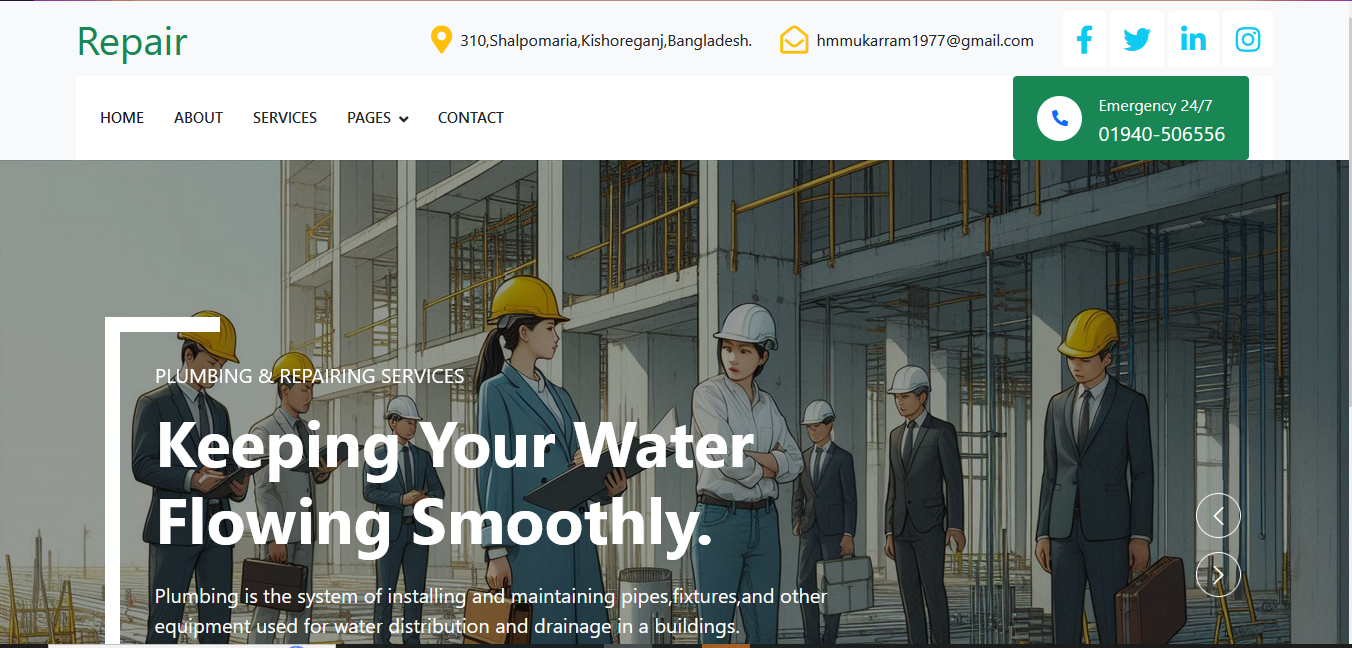 Repair
310,Shalpomaria,Kishoreganj,Bangladesh.
hmmukarram1977@gmail.com
HOME ABOUT SERVICES PAGES CONTACT
Emergency 24/7
01940-506556
PLUMBING & REPAIRING SERVICES
Keeping Your Water
Flowing Smoothly.
Plumbing is the system of installing and maintaining pipes,fixtures,and other
equipment used for water distribution and drainage in a buildings.